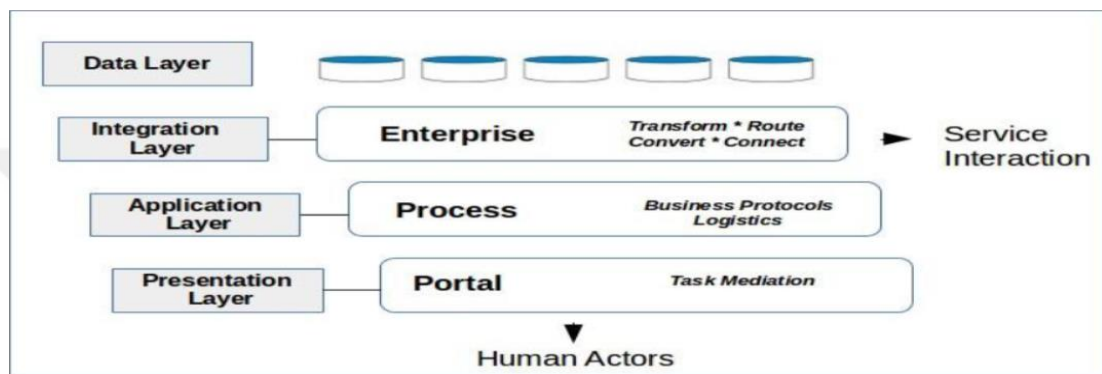 Data Layer
Integration
Layer
Enterprise
Transform * Route
Convert * Connect
Service
Interaction
Application
Layer
Process
Business Protocols
Logistics
Presentation
Layer
Portal
Task Mediation
Human Actors